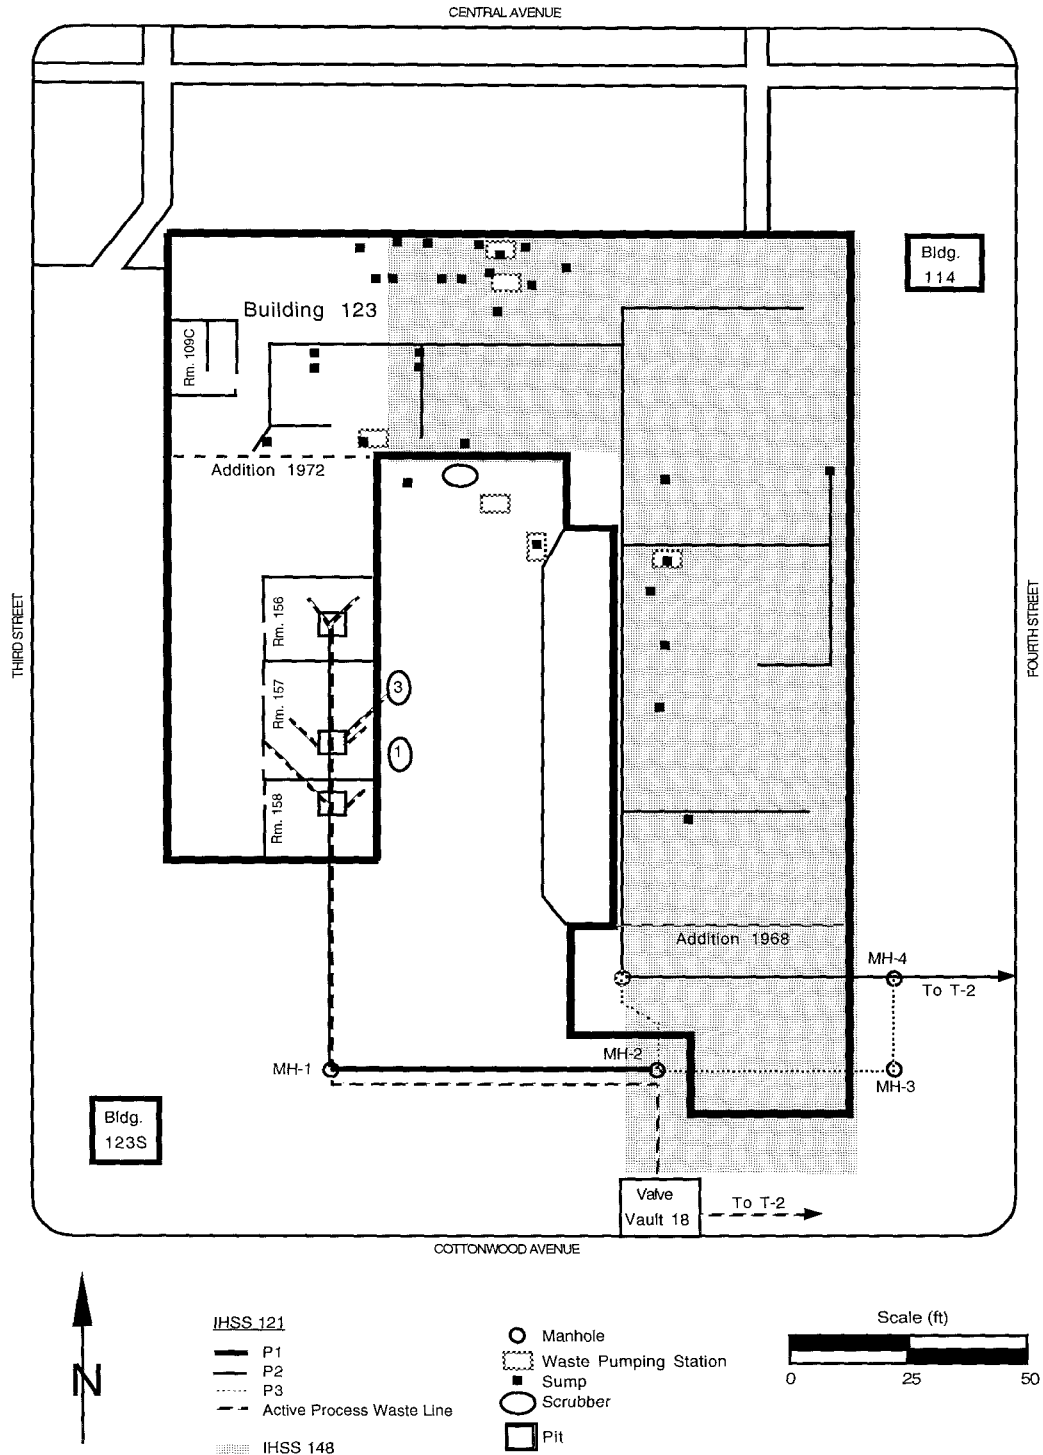 CENTRAL AVENUE
Bldg.
114
Building 123
Rm. 109C
Addition 1972
THIRD STREET
FOURTH STREET
Rm. 156
Rm. 157
3
1
Rm. 158
Addition 1968
MH-4
To T-2
MH-2
MH-1
MH-3
Bldg.
123S
Valve
Vault 18
To T-2
COTTONWOOD AVENUE
N
IHSS 121
P1
P2
P3
Active Process Waste Line
IHSS 148
Manhole
Waste Pumping Station
Sump
Scrubber
Pit
Scale (ft)
0 25 50